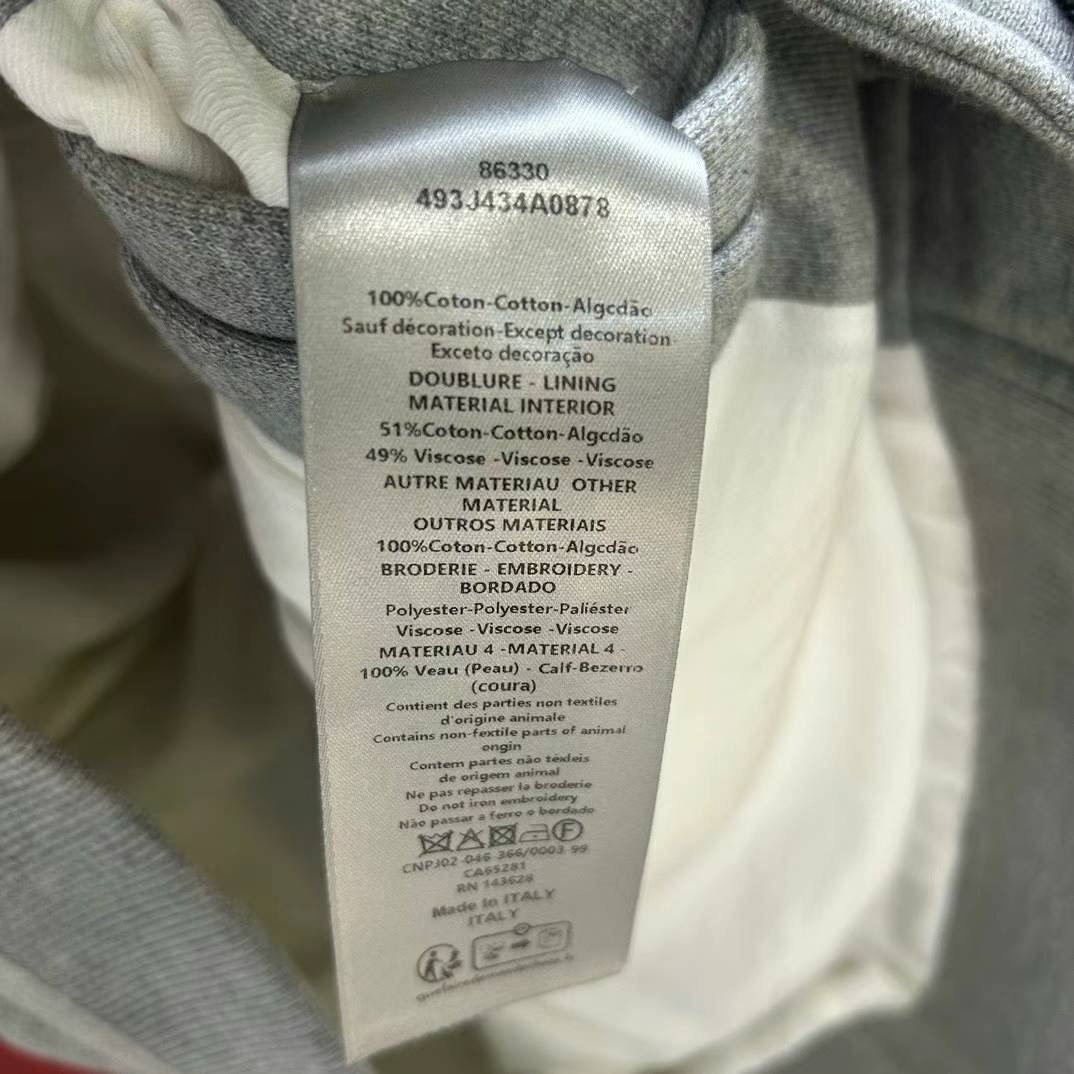 86330
493J434A0878
100%Coton-Cotton-Algcdão
Sauf décoration-Except decoration
Exceto decoração
DOUBLURE - LINING
MATERIAL INTERIOR
51%Coton-Cotton-Algcdão
49% Viscose -Viscose -Viscose
AUTRE MATERIAU OTHER
MATERIAL
OUTROS MATERIAIS
100%Coton-Cotton-Algcdão
BRODERIE - EMBROIDERY -
BORDADO
Polyester-Polyester-Paliéster
Viscose -Viscose -Viscose
MATERIAU 4 -MATERIAL 4 -
100% Veau (Peau) - Calf-Bezerro
(coura)
Contient des parties non textiles
d'origine animale
Contains non-fextile parts of animal
ongin
Contem partes não téxleis
de origem animal
Ne pas repasser la broderie
Do not iron embroidery
Não passar a ferro o bordado
F
CNPJ02-046-366/0003-99
CA65281
RN 143628
Made In ITALY
ITALY